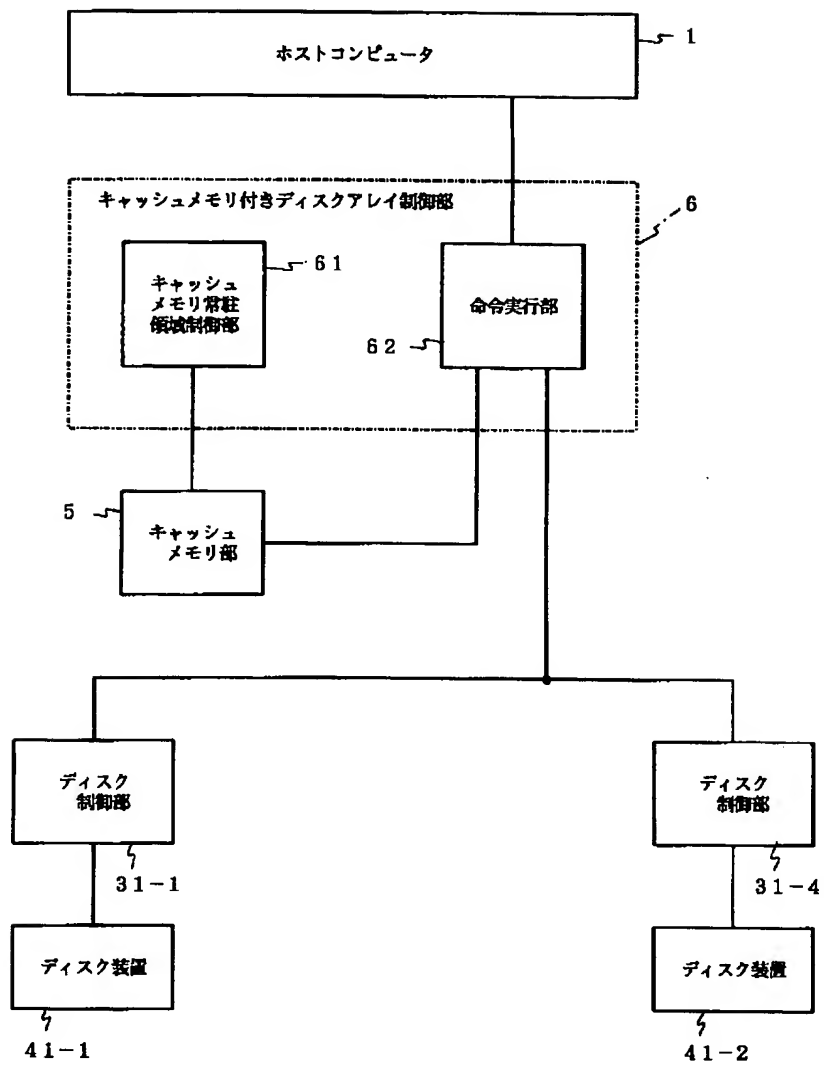 ホストコンピュータ
1
キャッシュメモリ付きディスクアレイ制御部
6
キャッシュ
メモリ常駐
領域制御部
61
命令実行部
62
5
キャッシュ
メモリ部
ディスク
制御部
31-1
ディスク
制御部
31-4
ディスク装置
41-1
ディスク装置
41-2